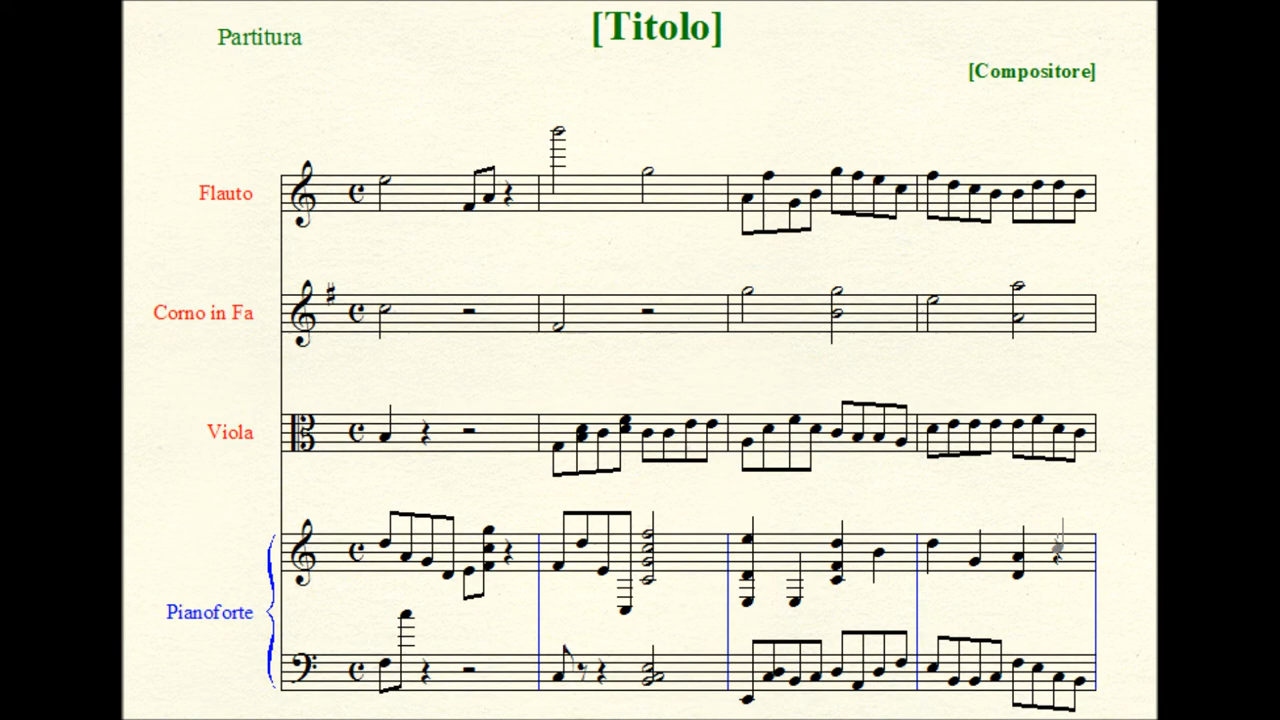 Partitura
[Titolo]
[Compositore]
Flauto
Corno in Fa
Viola
Pianoforte